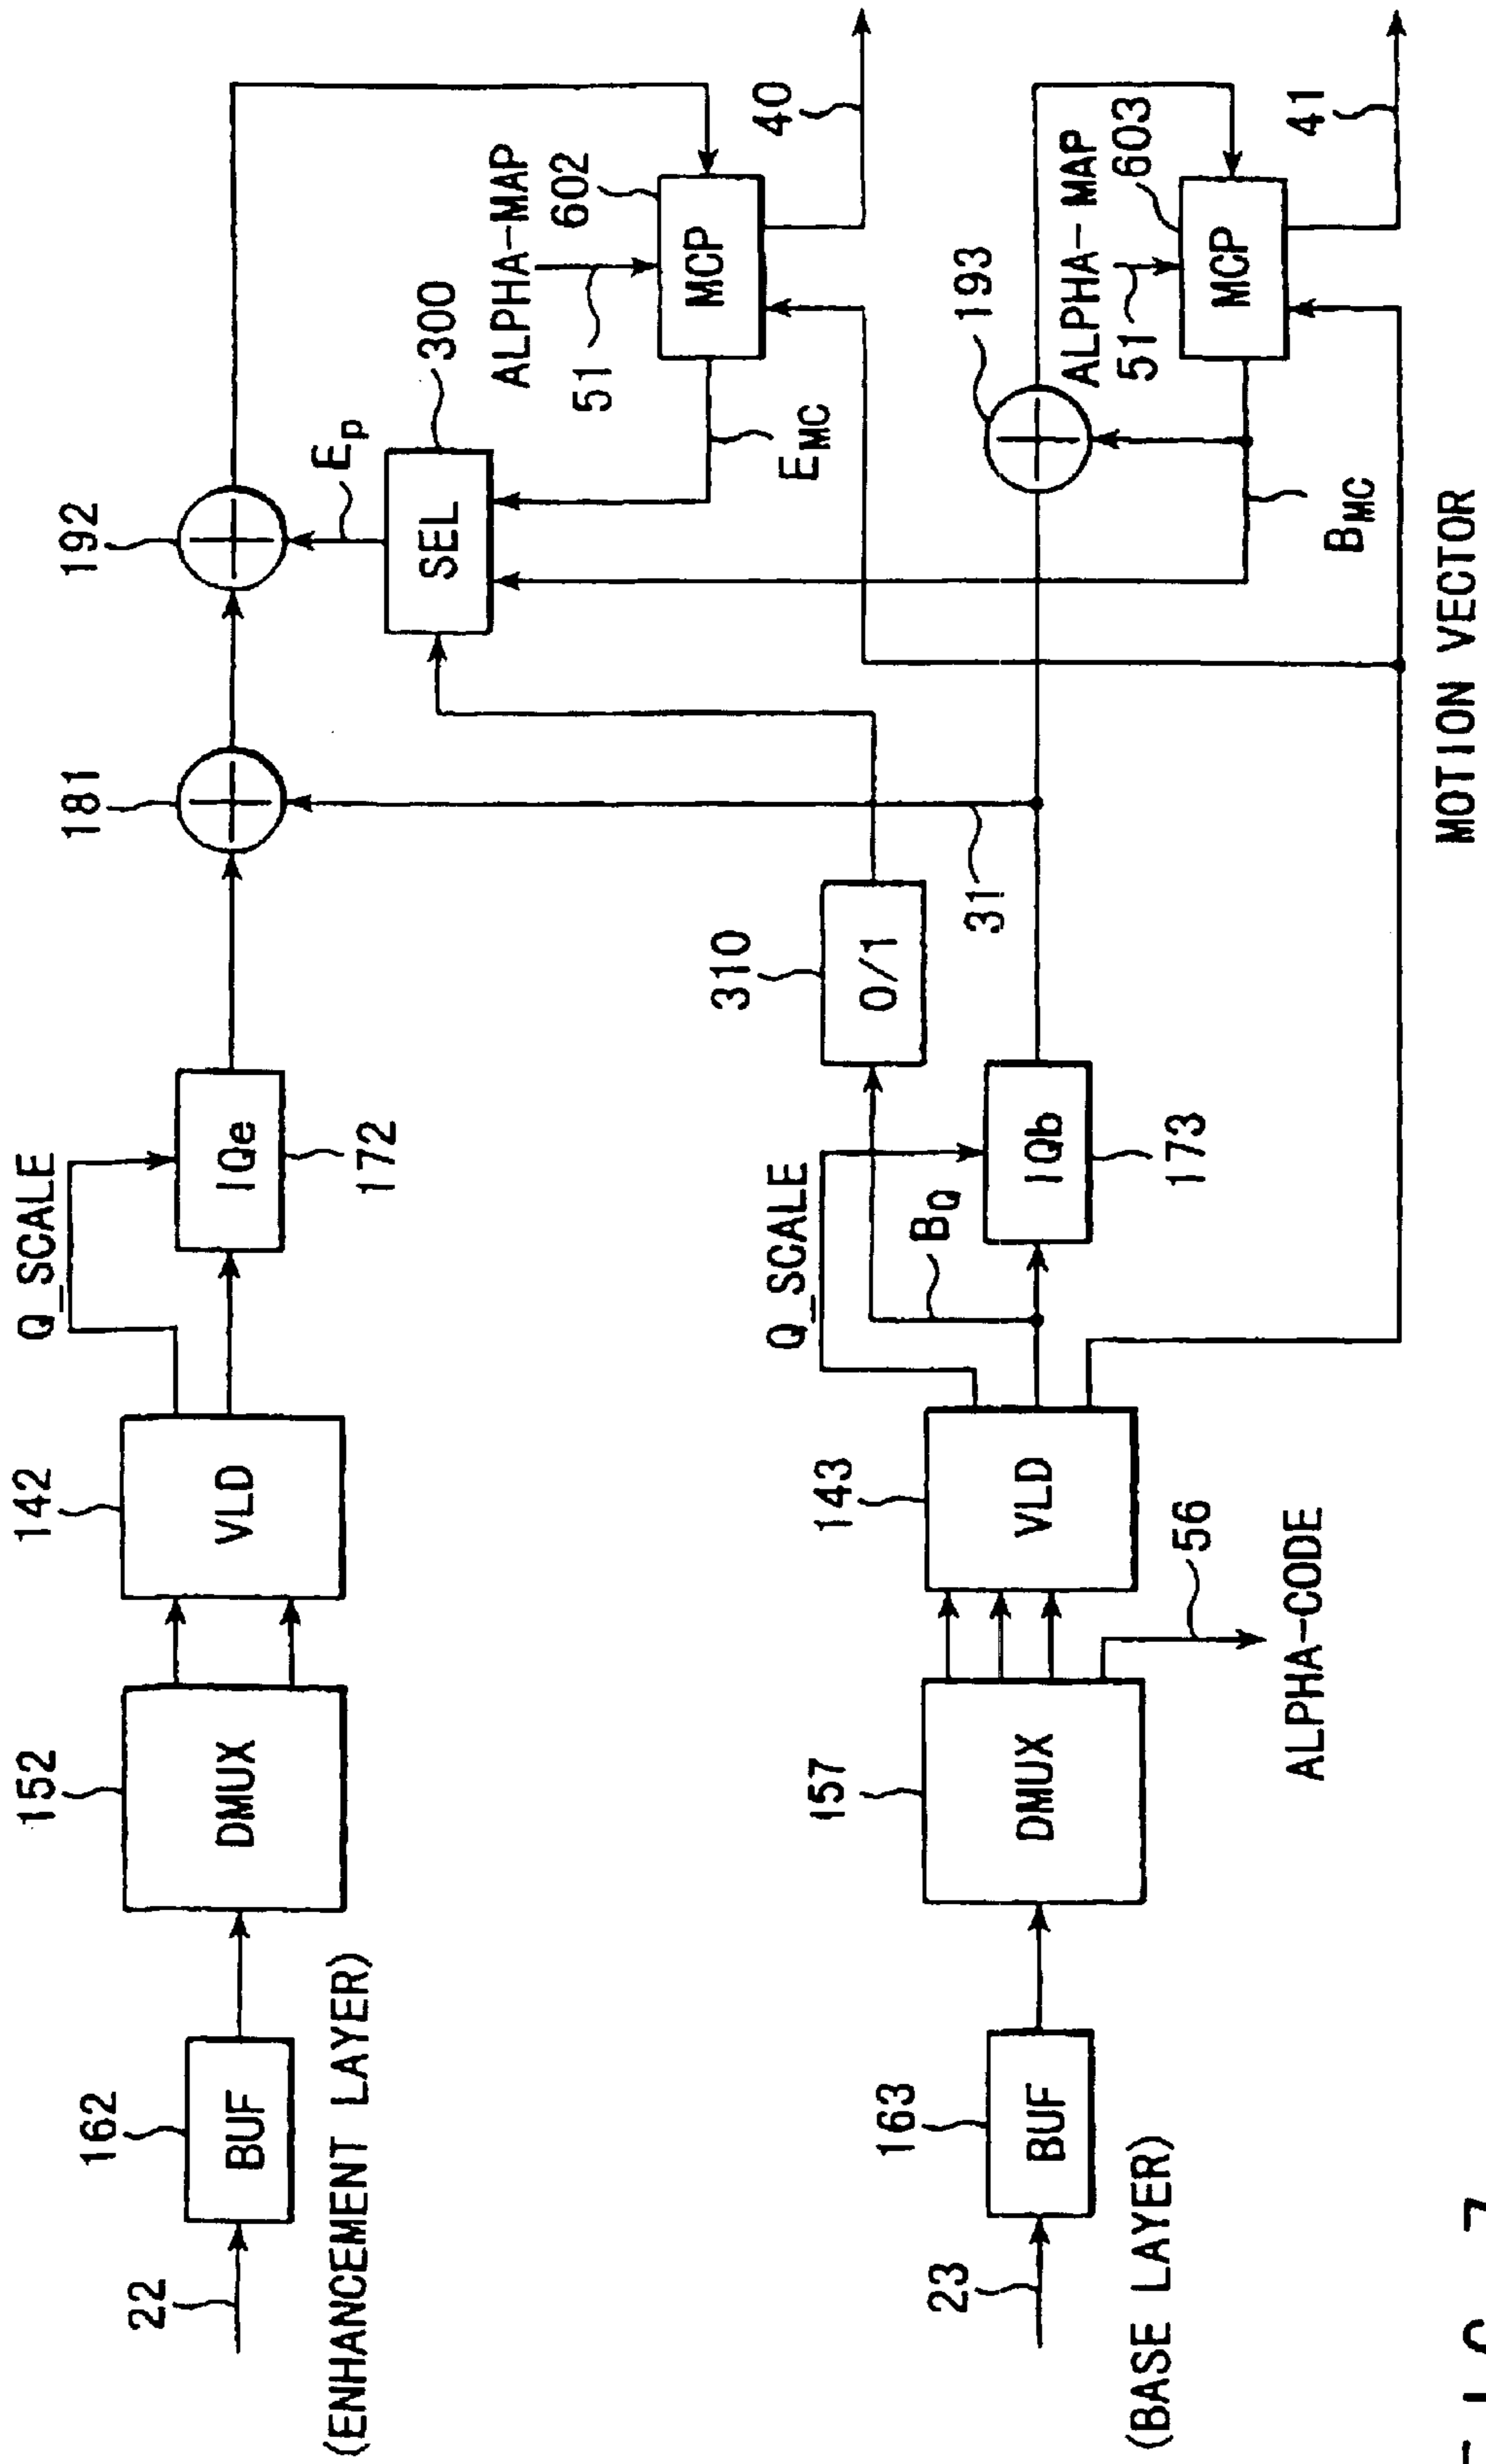 22
162
BUF
(ENHANCEMENT LAYER)
152
DMUX
142
VLD
Q_SCALE
IQe
172
181
192
Ep
SEL
300
EMC
ALPHA-MAP
51
602
MCP
40
23
163
BUF
(BASE LAYER)
157
DMUX
56
ALPHA-CODE
143
VLD
Q_SCALE
BQ
IQb
173
310
0/1
31
193
ALPHA-MAP
51
603
MCP
BMC
41
MOTION VECTOR